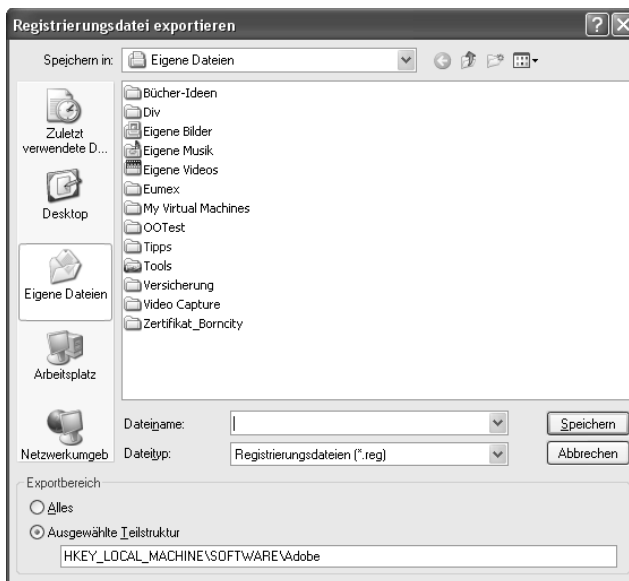 Registrierungsdatei exportieren
Speichern in:
Eigene Dateien
Zuletzt
verwendete D...
Desktop
Eigene Dateien
Arbeitsplatz
Netzwerkumgeb
Bücher-Ideen
Div
Eigene Bilder
Eigene Musik
Eigene Videos
Eumex
My Virtual Machines
OOTest
Tipps
Tools
Versicherung
Video Capture
Zertifikat_Borncity
Dateiname:
Speichern
Dateityp:
Registrierungsdateien (*.reg)
Abbrechen
Exportbereich
Alles
Ausgewählte Teilstruktur
HKEY_LOCAL_MACHINE\SOFTWARE\Adobe